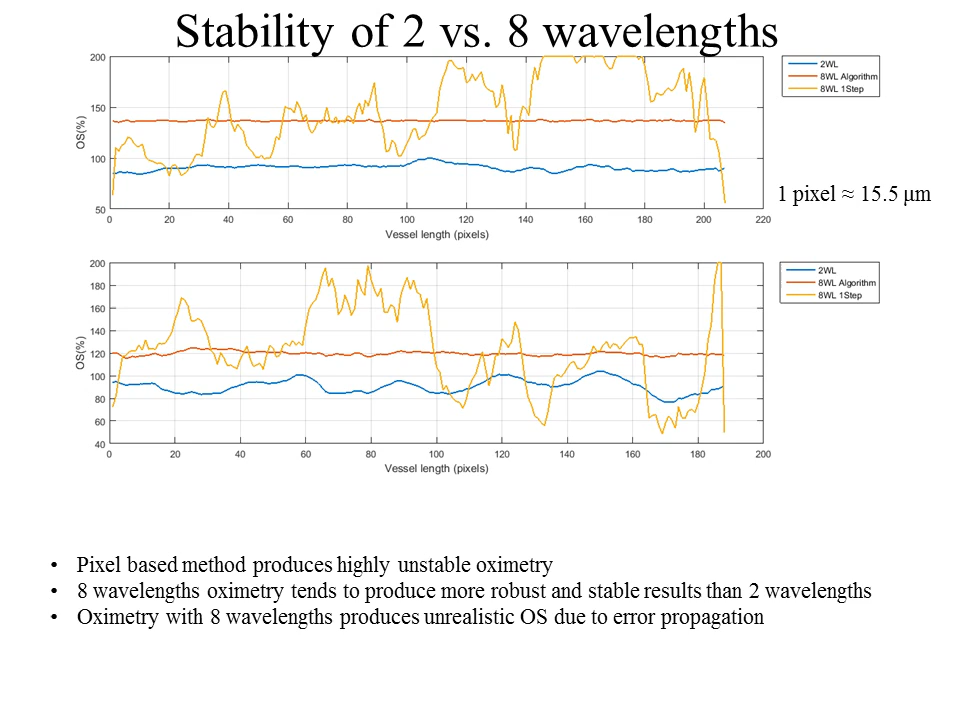 Stability of 2 vs. 8 wavelengths
200
150
100
50
OS(%)
0 20 40 60 80 100 120 140 160 180 200 220
Vessel length (pixels)
2WL
8WL Algorithm
8WL 1Step
1 pixel ≈ 15.5 μm
200
180
160
140
120
100
80
60
40
OS(%)
0 20 40 60 80 100 120 140 160 180 200
Vessel length (pixels)
2WL
8WL Algorithm
8WL 1Step
• Pixel based method produces highly unstable oximetry
• 8 wavelengths oximetry tends to produce more robust and stable results than 2 wavelengths
• Oximetry with 8 wavelengths produces unrealistic OS due to error propagation